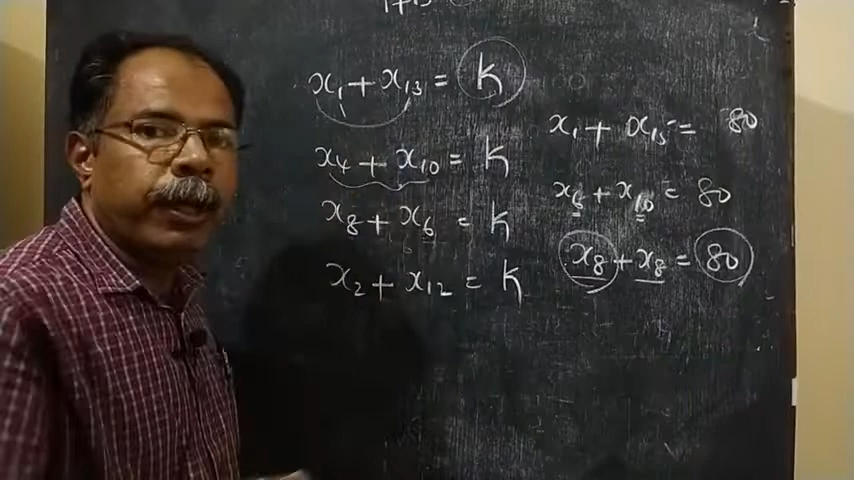 x₁ + x₁₃ = k
x₄ + x₁₀ = k
x₈ + x₆ = k
x₂ + x₁₂ = k
x₁ + x₁₅ = 80
x₆ + x₁₀ = 80
x₈ + x₈ = 80